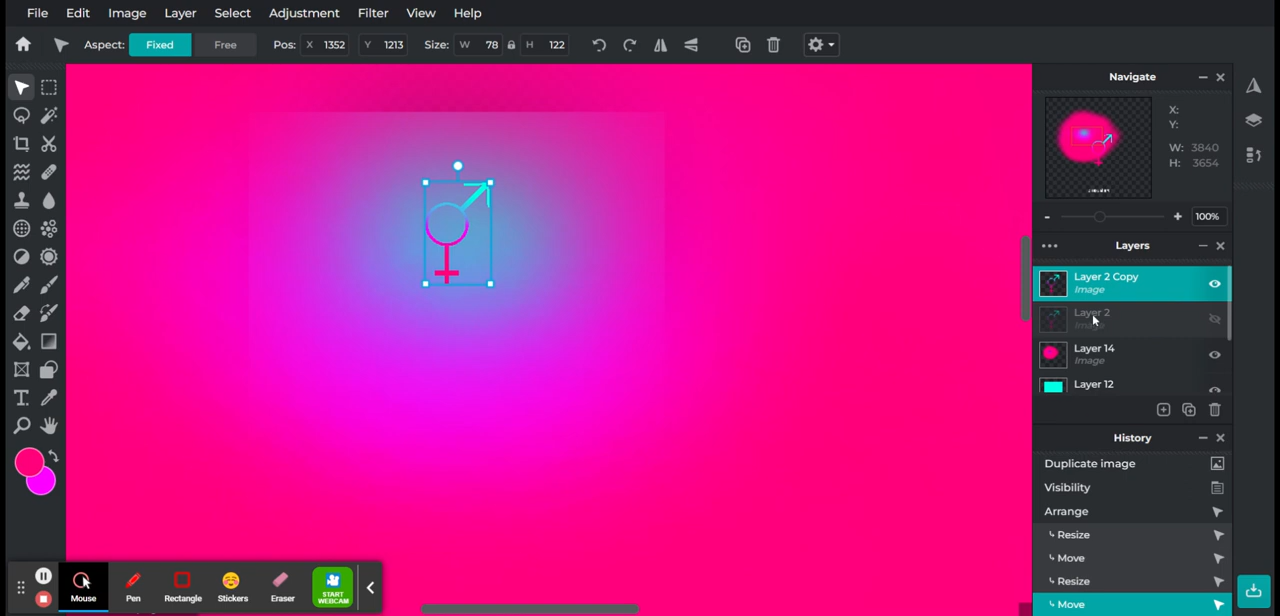 File Edit Image Layer Select Adjustment Filter View Help
Aspect: Fixed Free Pos: X 1352 Y 1213 Size: W 78 H 122
Navigate
X:
Y:
W: 3840
H: 3654
- + 100%
Layers
Layer 2 Copy
Image
Layer 2
Image
Layer 14
Image
Layer 12
History
Duplicate image
Visibility
Arrange
Resize
Move
Resize
Move
T
Mouse Pen Rectangle Stickers Eraser START
WEBCAM